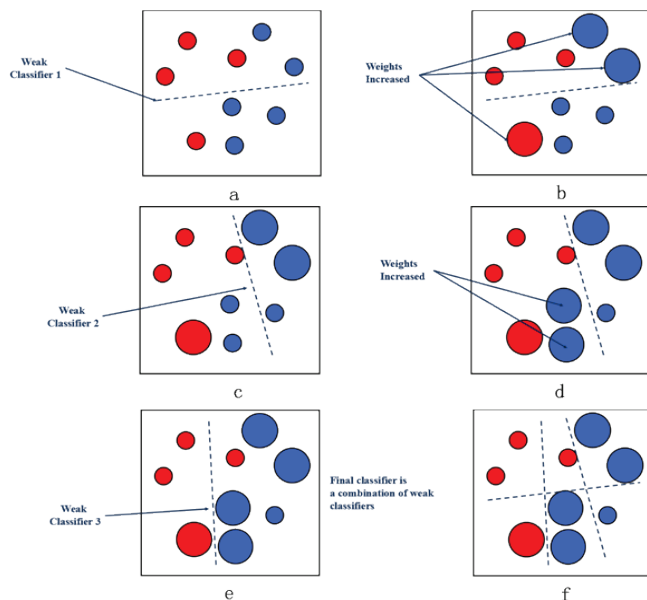 Weak
Classifier 1
Weights
Increased
a
b
Weak
Classifier 2
Weights
Increased
c
d
Weak
Classifier 3
Final classifier is
a combination of weak
classifiers
e
f